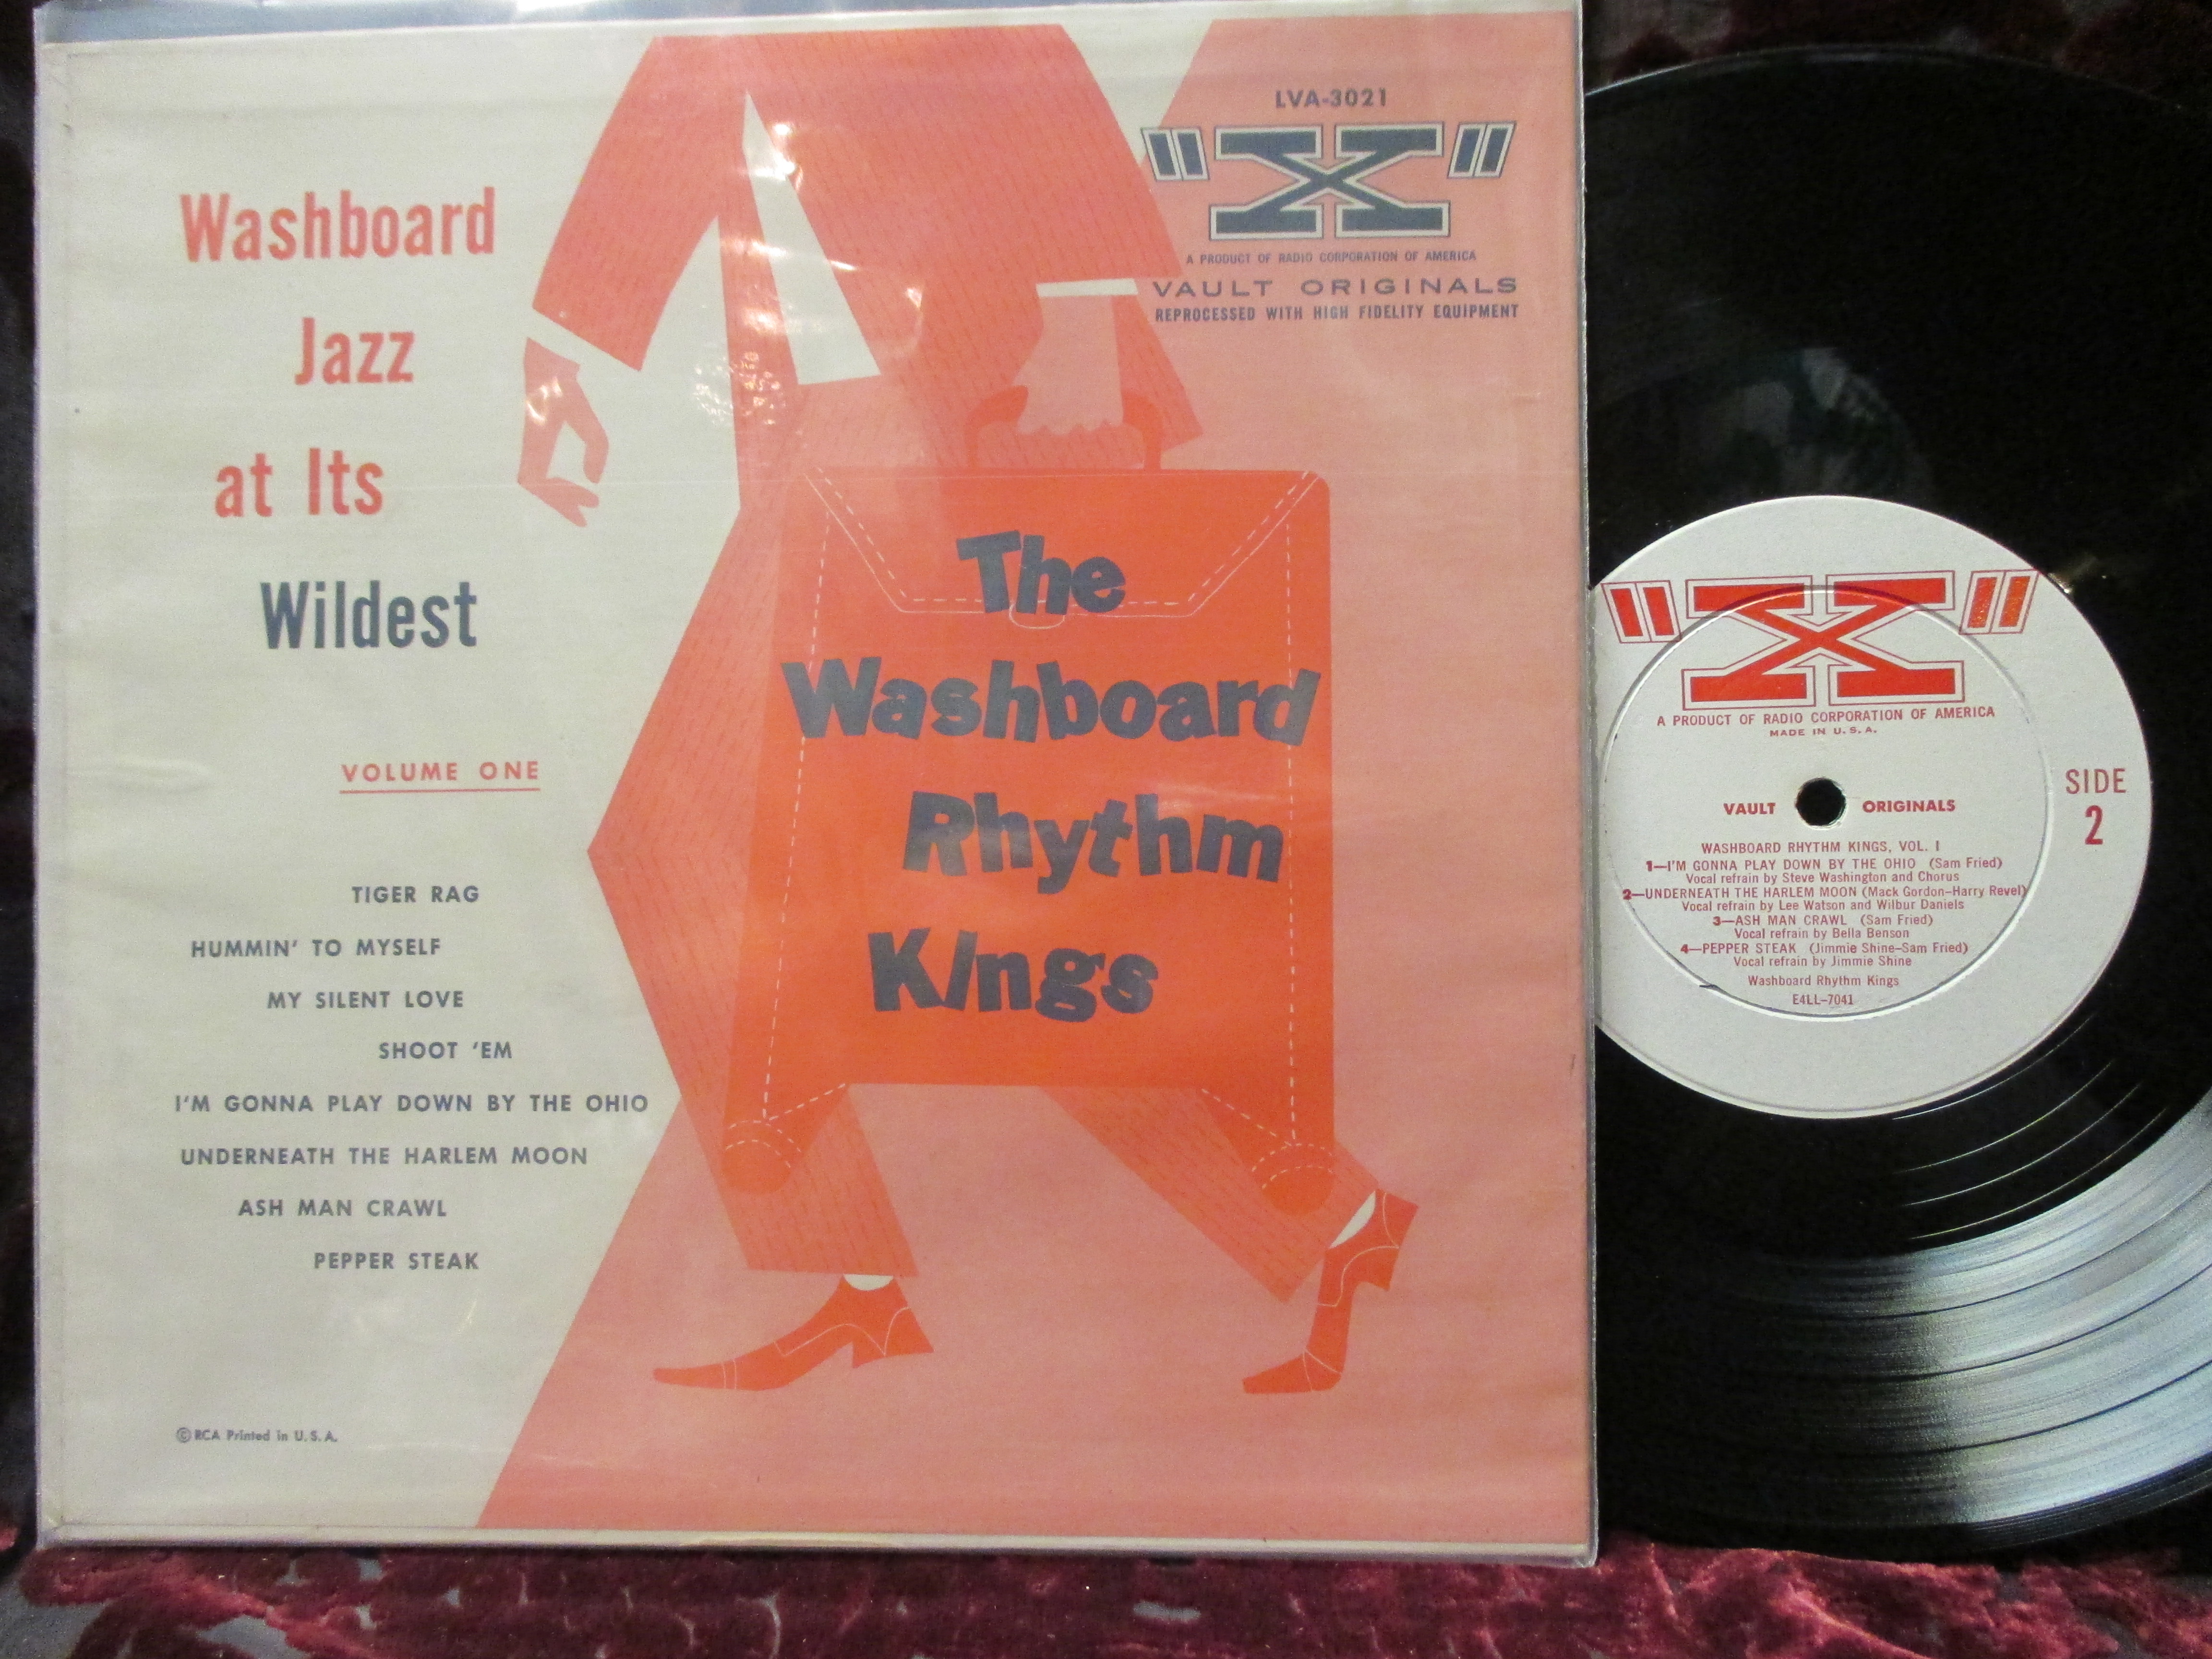 Washboard
Jazz
at Its
Wildest
VOLUME ONE
TIGER RAG
HUMMIN' TO MYSELF
MY SILENT LOVE
SHOOT 'EM
I'M GONNA PLAY DOWN BY THE OHIO
UNDERNEATH THE HARLEM MOON
ASH MAN CRAWL
PEPPER STEAK
© RCA Printed in U. S. A.
LVA-3021
"X"
A PRODUCT OF RADIO CORPORATION OF AMERICA
VAULT ORIGINALS
REPROCESSED WITH HIGH FIDELITY EQUIPMENT
The
Washboard
Rhythm
KIngs
"X"
A PRODUCT OF RADIO CORPORATION OF AMERICA
MADE IN U. S. A.
SIDE
2
VAULT ORIGINALS
WASHBOARD RHYTHM KINGS, VOL. I
1—I'M GONNA PLAY DOWN BY THE OHIO (Sam Fried)
Vocal refrain by Steve Washington and Chorus
2—UNDERNEATH THE HARLEM MOON (Mack Gordon–Harry Revel)
Vocal refrain by Lee Watson and Wilbur Daniels
3—ASH MAN CRAWL (Sam Fried)
Vocal refrain by Bella Benson
4—PEPPER STEAK (Jimmie Shine–Sam Fried)
Vocal refrain by Jimmie Shine
Washboard Rhythm Kings
E4LL–7041